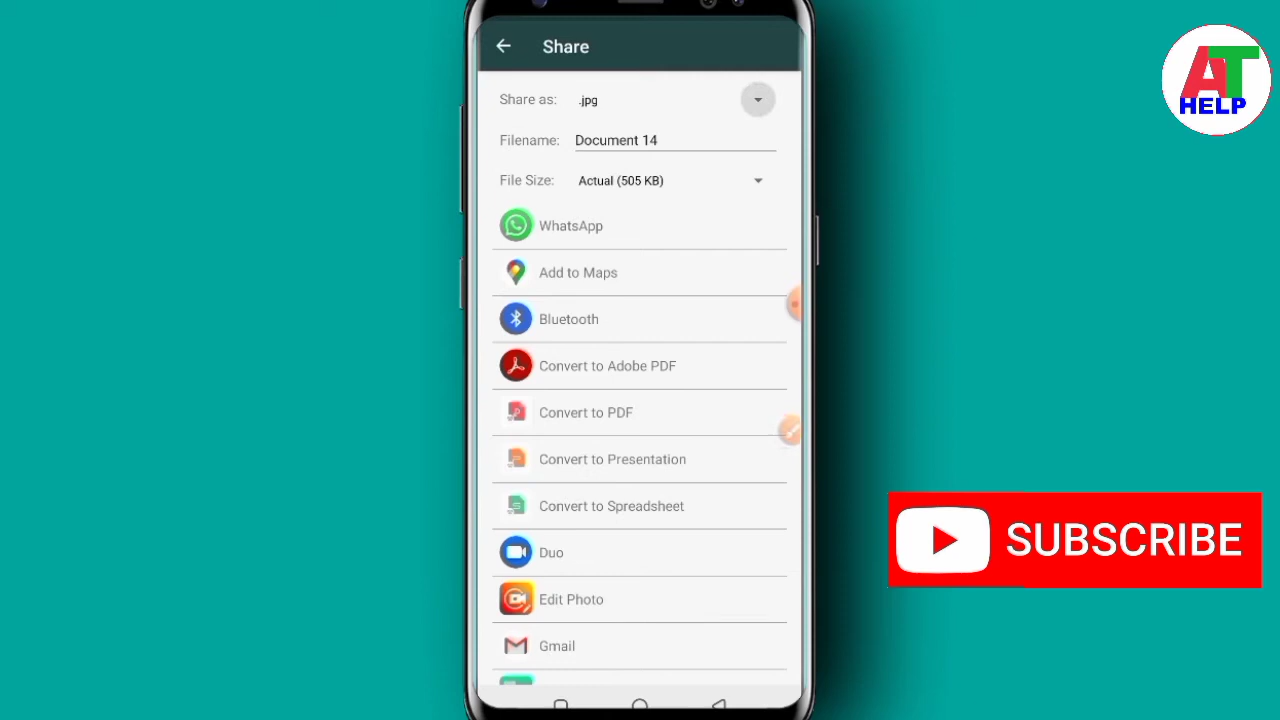 Share
AT
HELP
Share as: .jpg
Filename: Document 14
File Size: Actual (505 KB)
WhatsApp
Add to Maps
Bluetooth
Convert to Adobe PDF
Convert to PDF
Convert to Presentation
Convert to Spreadsheet
SUBSCRIBE
Duo
Edit Photo
Gmail